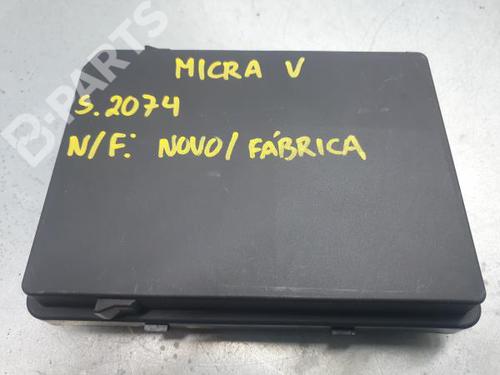 MICRA V
S.2074
N/F: NOVO/FÁBRICA
B-PARTS